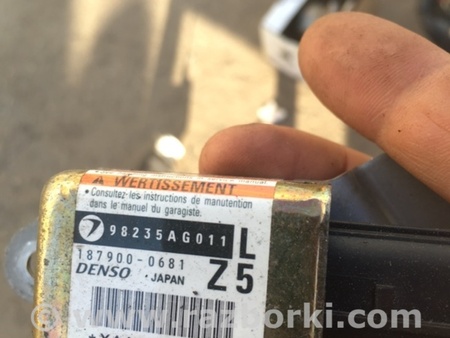 WERTISSEMENT
• Consultez les instructions de manutention
dans le manuel du garagiste.
98235AG011 L
187900-0681 Z5
DENSO JAPAN
www.razborki.com